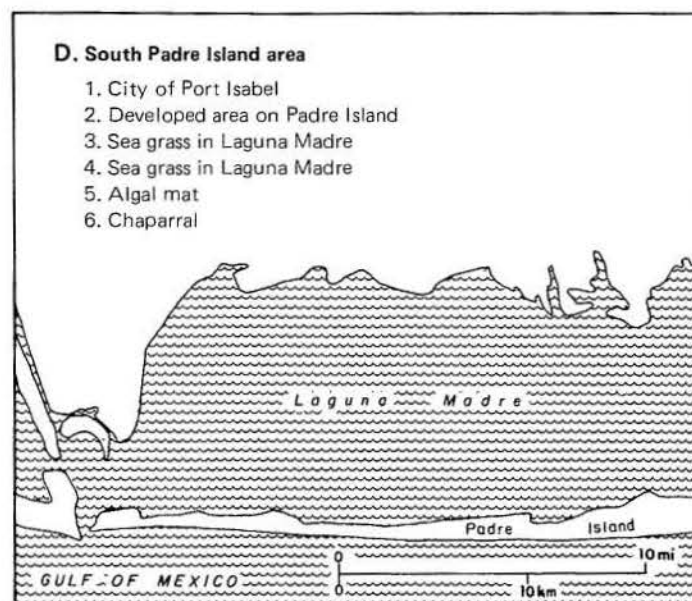 D. South Padre Island area
1. City of Port Isabel
2. Developed area on Padre Island
3. Sea grass in Laguna Madre
4. Sea grass in Laguna Madre
5. Algal mat
6. Chaparral
Laguna Madre
Padre Island
0 10 mi
0 10 km
GULF OF MEXICO